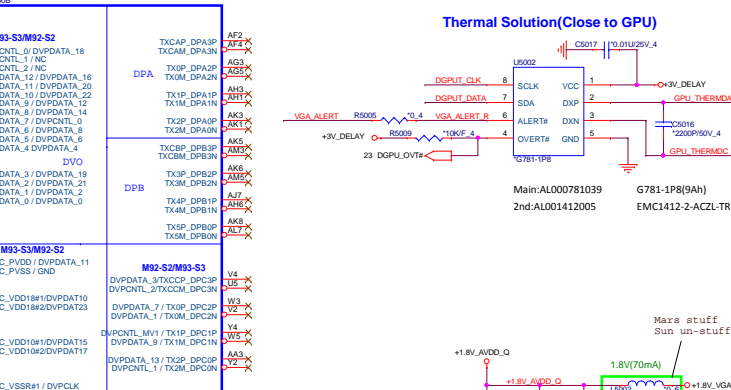 Thermal Solution(Close to GPU)
93-S3/M92-S2
CNTL_0/ DVPDATA_18
CNTL_1 / NC
CNTL_2 / NC
DATA_12 / DVPDATA_16
DATA_11 / DVPDATA_20
DATA_10 / DVPDATA_22
DATA_9 / DVPDATA_12
DATA_8 / DVPDATA_14
DATA_7 / DVPCNTL_0
DATA_6 / DVPDATA_8
DATA_5 / DVPDATA_6
DATA_4 DVPDATA_4
DVO
DATA_3 / DVPDATA_19
DATA_2 / DVPDATA_21
DATA_1 / DVPDATA_2
DATA_0 / DVPDATA_0
DPA
DPB
TXCAP_DPA3P AF2
TXCAM_DPA3N AF4
TX0P_DPA2P AG3
TX0M_DPA2N AG5
TX1P_DPA1P AH3
TX1M_DPA1N AH1
TX2P_DPA0P AK3
TX2M_DPA0N AK1
TXCBP_DPB3P AK5
TXCBM_DPB3N AM3
TX3P_DPB2P AK6
TX3M_DPB2N AM5
TX4P_DPB1P AJ7
TX4M_DPB1N AH6
TX5P_DPB0P AK8
TX5M_DPB0N AL7
M93-S3/M92-S2
C_PVDD / DVPDATA_11
C_PVSS / GND
C_VDD18#1/DVPDAT10
C_VDD18#2/DVPDAT23
C_VDD10#1/DVPDAT15
C_VDD10#2/DVPDAT17
C_VSSR#1 / DVPCLK
M92-S2/M93-S3
DVPDATA_3/TXCCP_DPC3P V4
DVPCNTL_2/TXCCM_DPC3N U5
DVPDATA_7 / TX0P_DPC2P W3
DVPDATA_1 / TX0M_DPC2N V2
DVPCNTL_MV1 / TX1P_DPC1P Y4
DVPDATA_9 / TX1M_DPC1N W5
DVPDATA_13 / TX2P_DPC0P AA3
DVPCNTL_1 / TX2M_DPC0N Y2
C5017 *0.01U/25V_4
U5002
DGPUT_CLK 8 SCLK VCC 1 +3V_DELAY
DGPUT_DATA 7 SDA DXP 2 GPU_THERMDA
VGA_ALERT R5005 *0_4 VGA_ALERT_R 6 ALERT# DXN 3
C5016
*2200P/50V_4
+3V_DELAY R5009 *10K/F_4 4 OVERT# GND 5
23 DGPU_OVT#
GPU_THERMDC
*G781-1P8
Main:AL000781039 G781-1P8(9Ah)
2nd:AL001412005 EMC1412-2-ACZL-TR
Mars stuff
Sun un-stuff
+1.8V_AVDD_Q
1.8V(70mA)
+1.8V_AVDD_Q
+1.8V_VGA